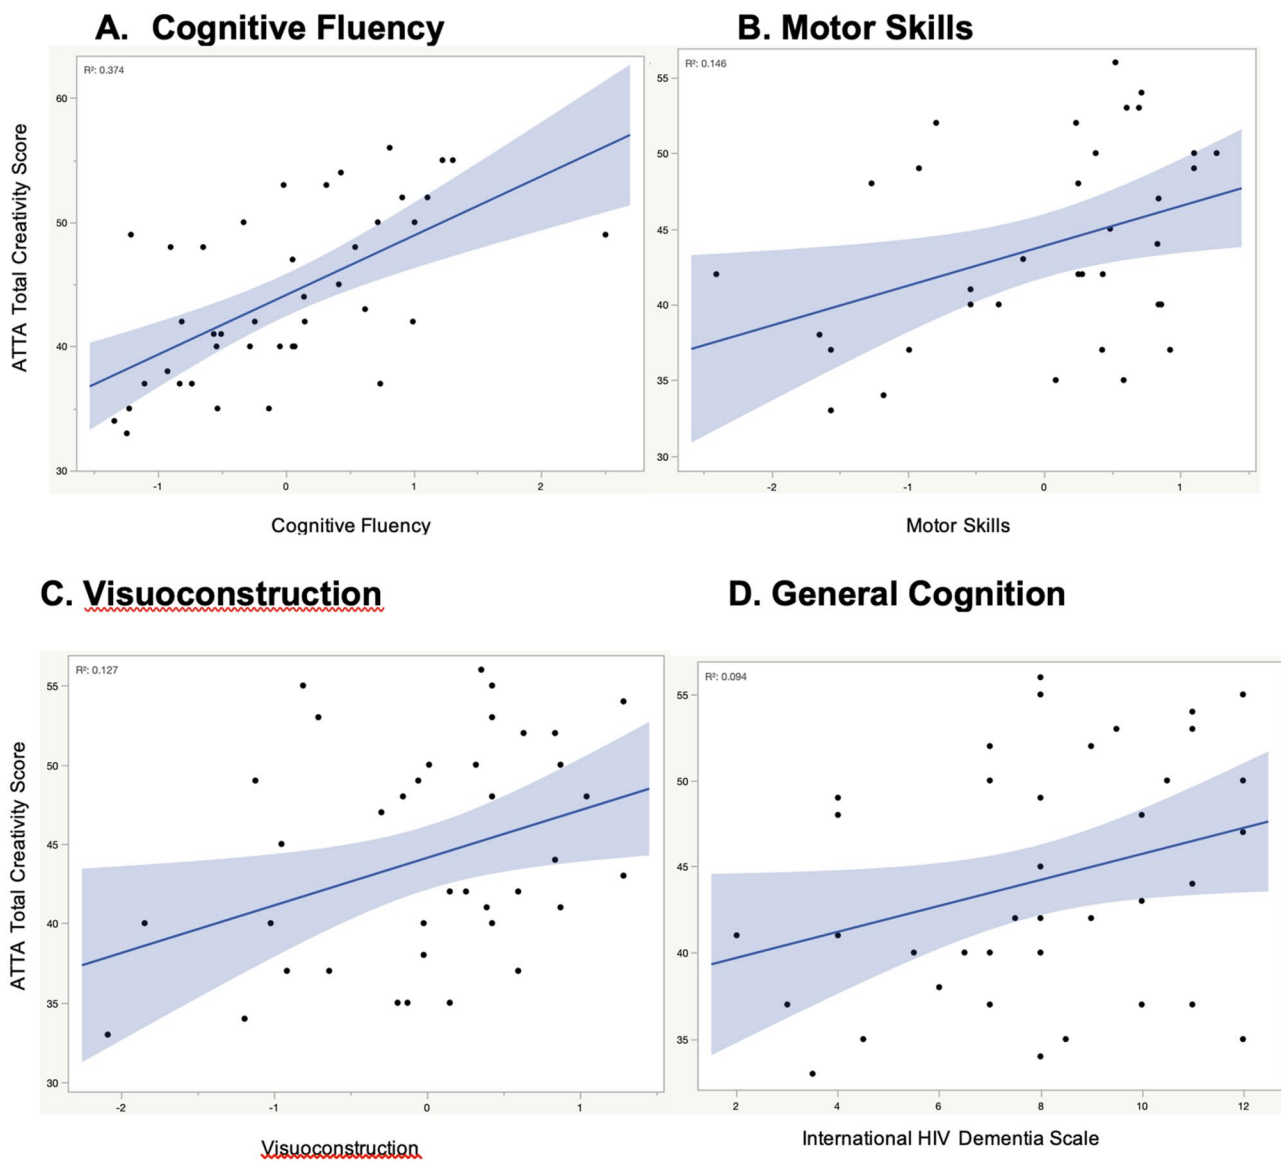 A. Cognitive Fluency
B. Motor Skills
R²: 0.374
60
50
40
30
-1
0
1
2
ATTA Total Creativity Score
Cognitive Fluency
R²: 0.146
55
50
45
40
35
30
-2
-1
0
1
Motor Skills
C. Visuoconstruction
D. General Cognition
R²: 0.127
55
50
45
40
35
30
-2
-1
0
1
ATTA Total Creativity Score
Visuoconstruction
R²: 0.094
55
50
45
40
35
2
4
6
8
10
12
International HIV Dementia Scale